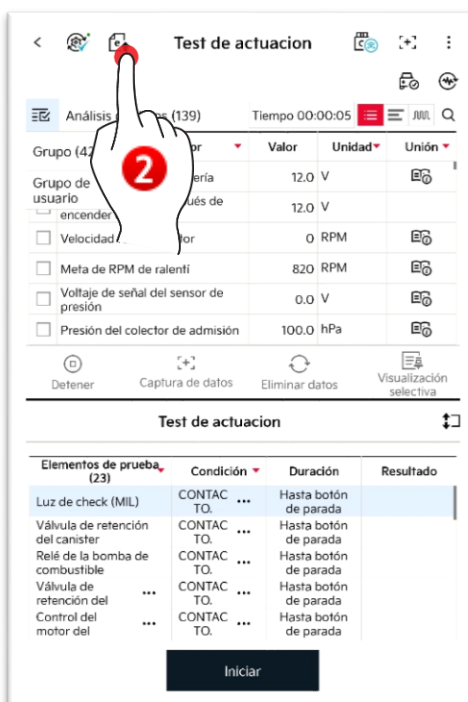 Test de actuacion
Análisis (139)
Tiempo 00:00:05
Valor Unidad Unión
Grupo (42
12.0 V
Grupo de
usuario
encender
12.0 V
Velocidad
0 RPM
Meta de RPM de ralentí
820 RPM
Voltaje de señal del sensor de
presión
0.0 V
Presión del colector de admisión
100.0 hPa
2
Detener
Captura de datos
Eliminar datos
Visualización
selectiva
Test de actuacion
Elementos de prueba
(23)
Condición
Duración
Resultado
Luz de check (MIL)
CONTAC ...
TO.
Hasta botón
de parada
Válvula de retención
del canister
CONTAC ...
TO.
Hasta botón
de parada
Relé de la bomba de
combustible
CONTAC ...
TO.
Hasta botón
de parada
Válvula de
retención del ...
CONTAC ...
TO.
Hasta botón
de parada
Control del
motor del ...
CONTAC ...
TO.
Hasta botón
de parada
Iniciar